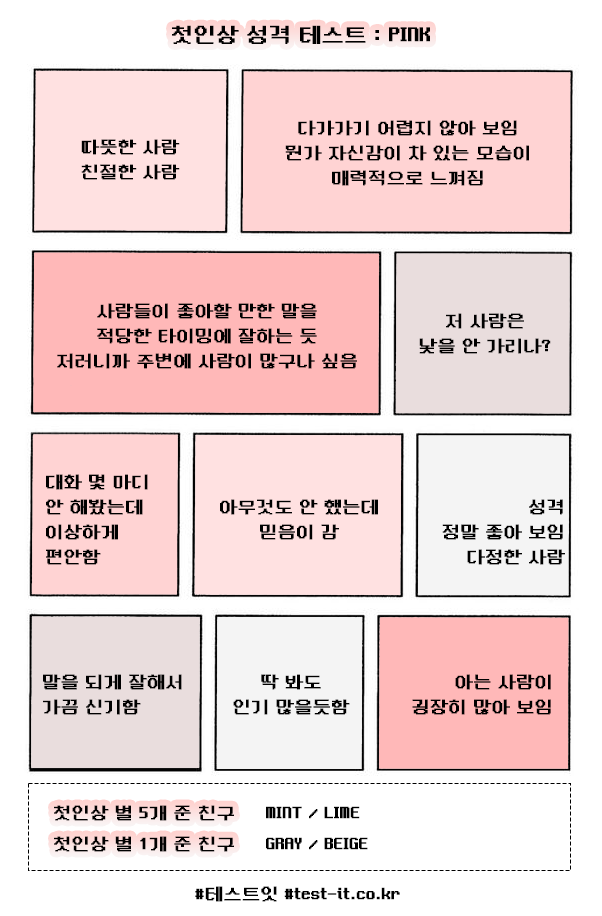 첫인상 성격 테스트 : PINK
따뜻한 사람
친절한 사람
다가가기 어렵지 않아 보임
뭔가 자신감이 차 있는 모습이
매력적으로 느껴짐
사람들이 좋아할 만한 말을
적당한 타이밍에 잘하는 듯
저러니까 주변에 사람이 많구나 싶음
저 사람은
낯을 안 가리나?
대화 몇 마디
안 해봤는데
이상하게
편안함
아무것도 안 했는데
믿음이 감
성격
정말 좋아 보임
다정한 사람
말을 되게 잘해서
가끔 신기함
딱 봐도
인기 많을듯함
아는 사람이
굉장히 많아 보임
첫인상 별 5개 준 친구 MINT / LIME
첫인상 별 1개 준 친구 GRAY / BEIGE
#테스트잇 #test-it.co.kr